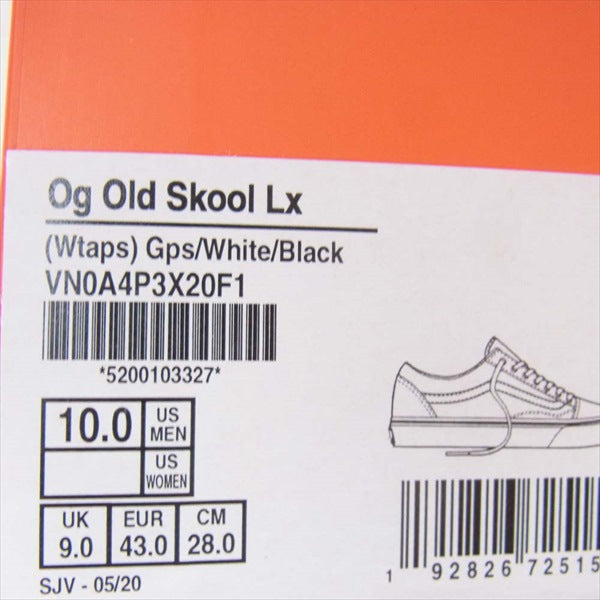 Og Old Skool Lx
(Wtaps) Gps/White/Black
VN0A4P3X20F1
*5200103327*
10.0 US MEN
US WOMEN
UK EUR CM
9.0 43.0 28.0
SJV - 05/20
1 92826 72515